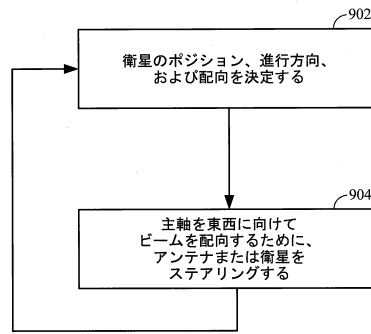 902
衛星のポジション、進行方向、
および配向を決定する
904
主軸を東西に向けて
ビームを配向するために、
アンテナまたは衛星を
ステアリングする